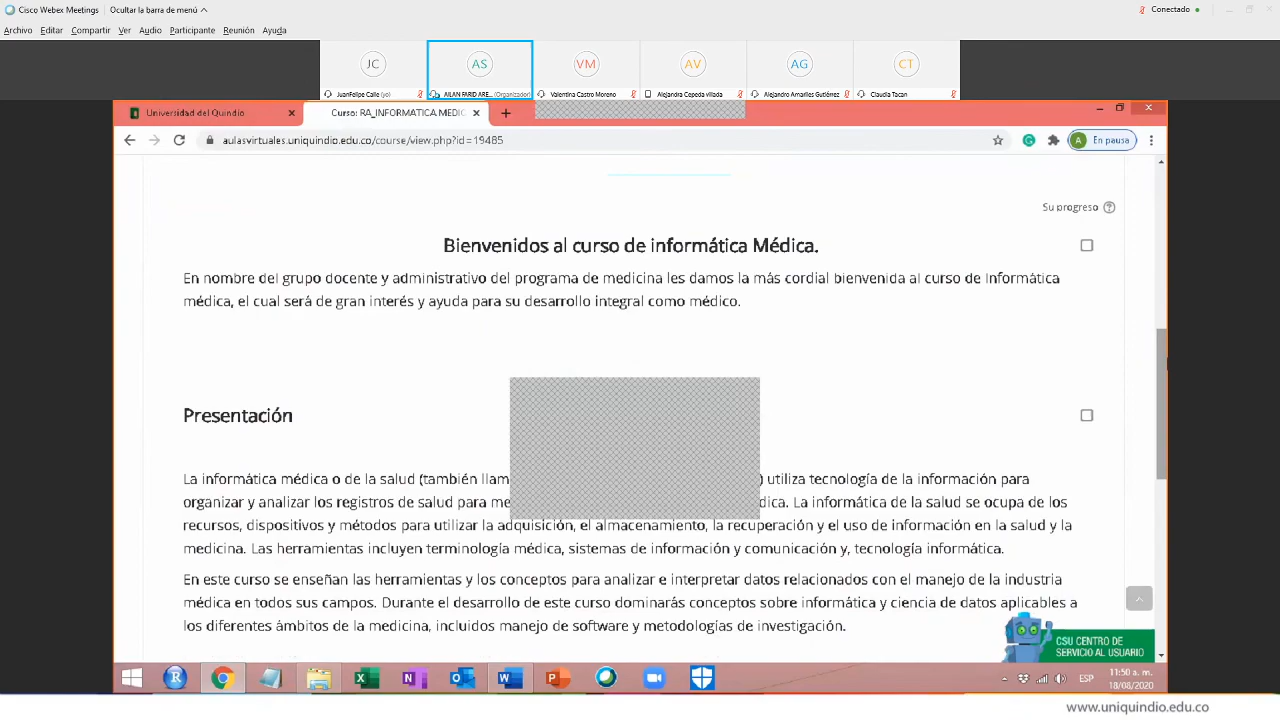 Cisco Webex Meetings Ocultar la barra de menú Conectado
Archivo Editar Compartir Ver Audio Participante Reunión Ayuda
JC AS VM AV AG CT
JuanFelipe Calle (yo) AILAN FARID ARE... (Organizador) Valentina Castro Moreno Alejandra Cepeda villada Alejandro Amariles Gutiérrez Claudia Tacan
Universidad del Quindío Curso: RA_INFORMATICA MEDIC
aulasvirtuales.uniquindio.edu.co/course/view.php?id=19485 A En pausa
Su progreso
Bienvenidos al curso de informática Médica.
En nombre del grupo docente y administrativo del programa de medicina les damos la más cordial bienvenida al curso de Informática
médica, el cual será de gran interés y ayuda para su desarrollo integral como médico.
Presentación
La informática médica o de la salud (también llam ) utiliza tecnología de la información para
organizar y analizar los registros de salud para me dica. La informática de la salud se ocupa de los
recursos, dispositivos y métodos para utilizar la adquisición, el almacenamiento, la recuperación y el uso de información en la salud y la
medicina. Las herramientas incluyen terminología médica, sistemas de información y comunicación y, tecnología informática.
En este curso se enseñan las herramientas y los conceptos para analizar e interpretar datos relacionados con el manejo de la industria
médica en todos sus campos. Durante el desarrollo de este curso dominarás conceptos sobre informática y ciencia de datos aplicables a
los diferentes ámbitos de la medicina, incluidos manejo de software y metodologías de investigación.
CSU CENTRO DE
SERVICIO AL USUARIO
ESP 11:50 a. m.
18/08/2020
www.uniquindio.edu.co